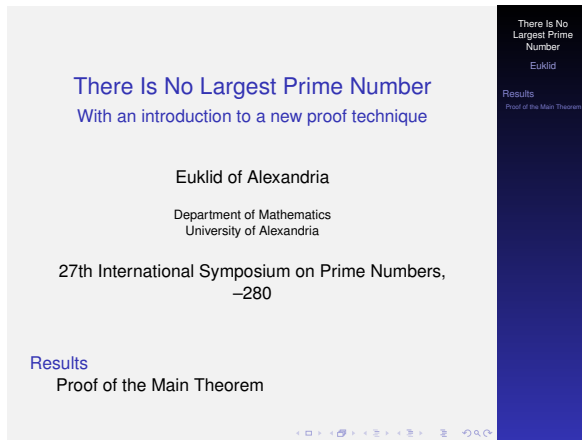 There Is No Largest Prime Number
With an introduction to a new proof technique
Euklid of Alexandria
Department of Mathematics
University of Alexandria
27th International Symposium on Prime Numbers,
–280
Results
Proof of the Main Theorem
There Is No
Largest Prime
Number
Euklid
Results
Proof of the Main Theorem